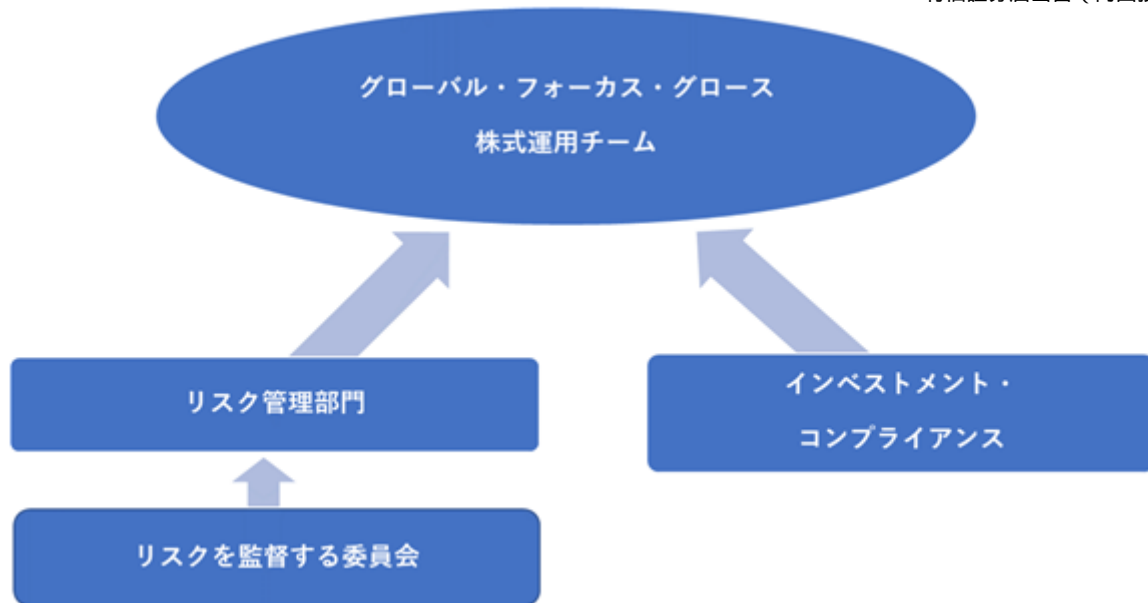 グローバル・フォーカス・グロース
株式運用チーム
リスク管理部門
インベストメント・
コンプライアンス
リスクを監督する委員会